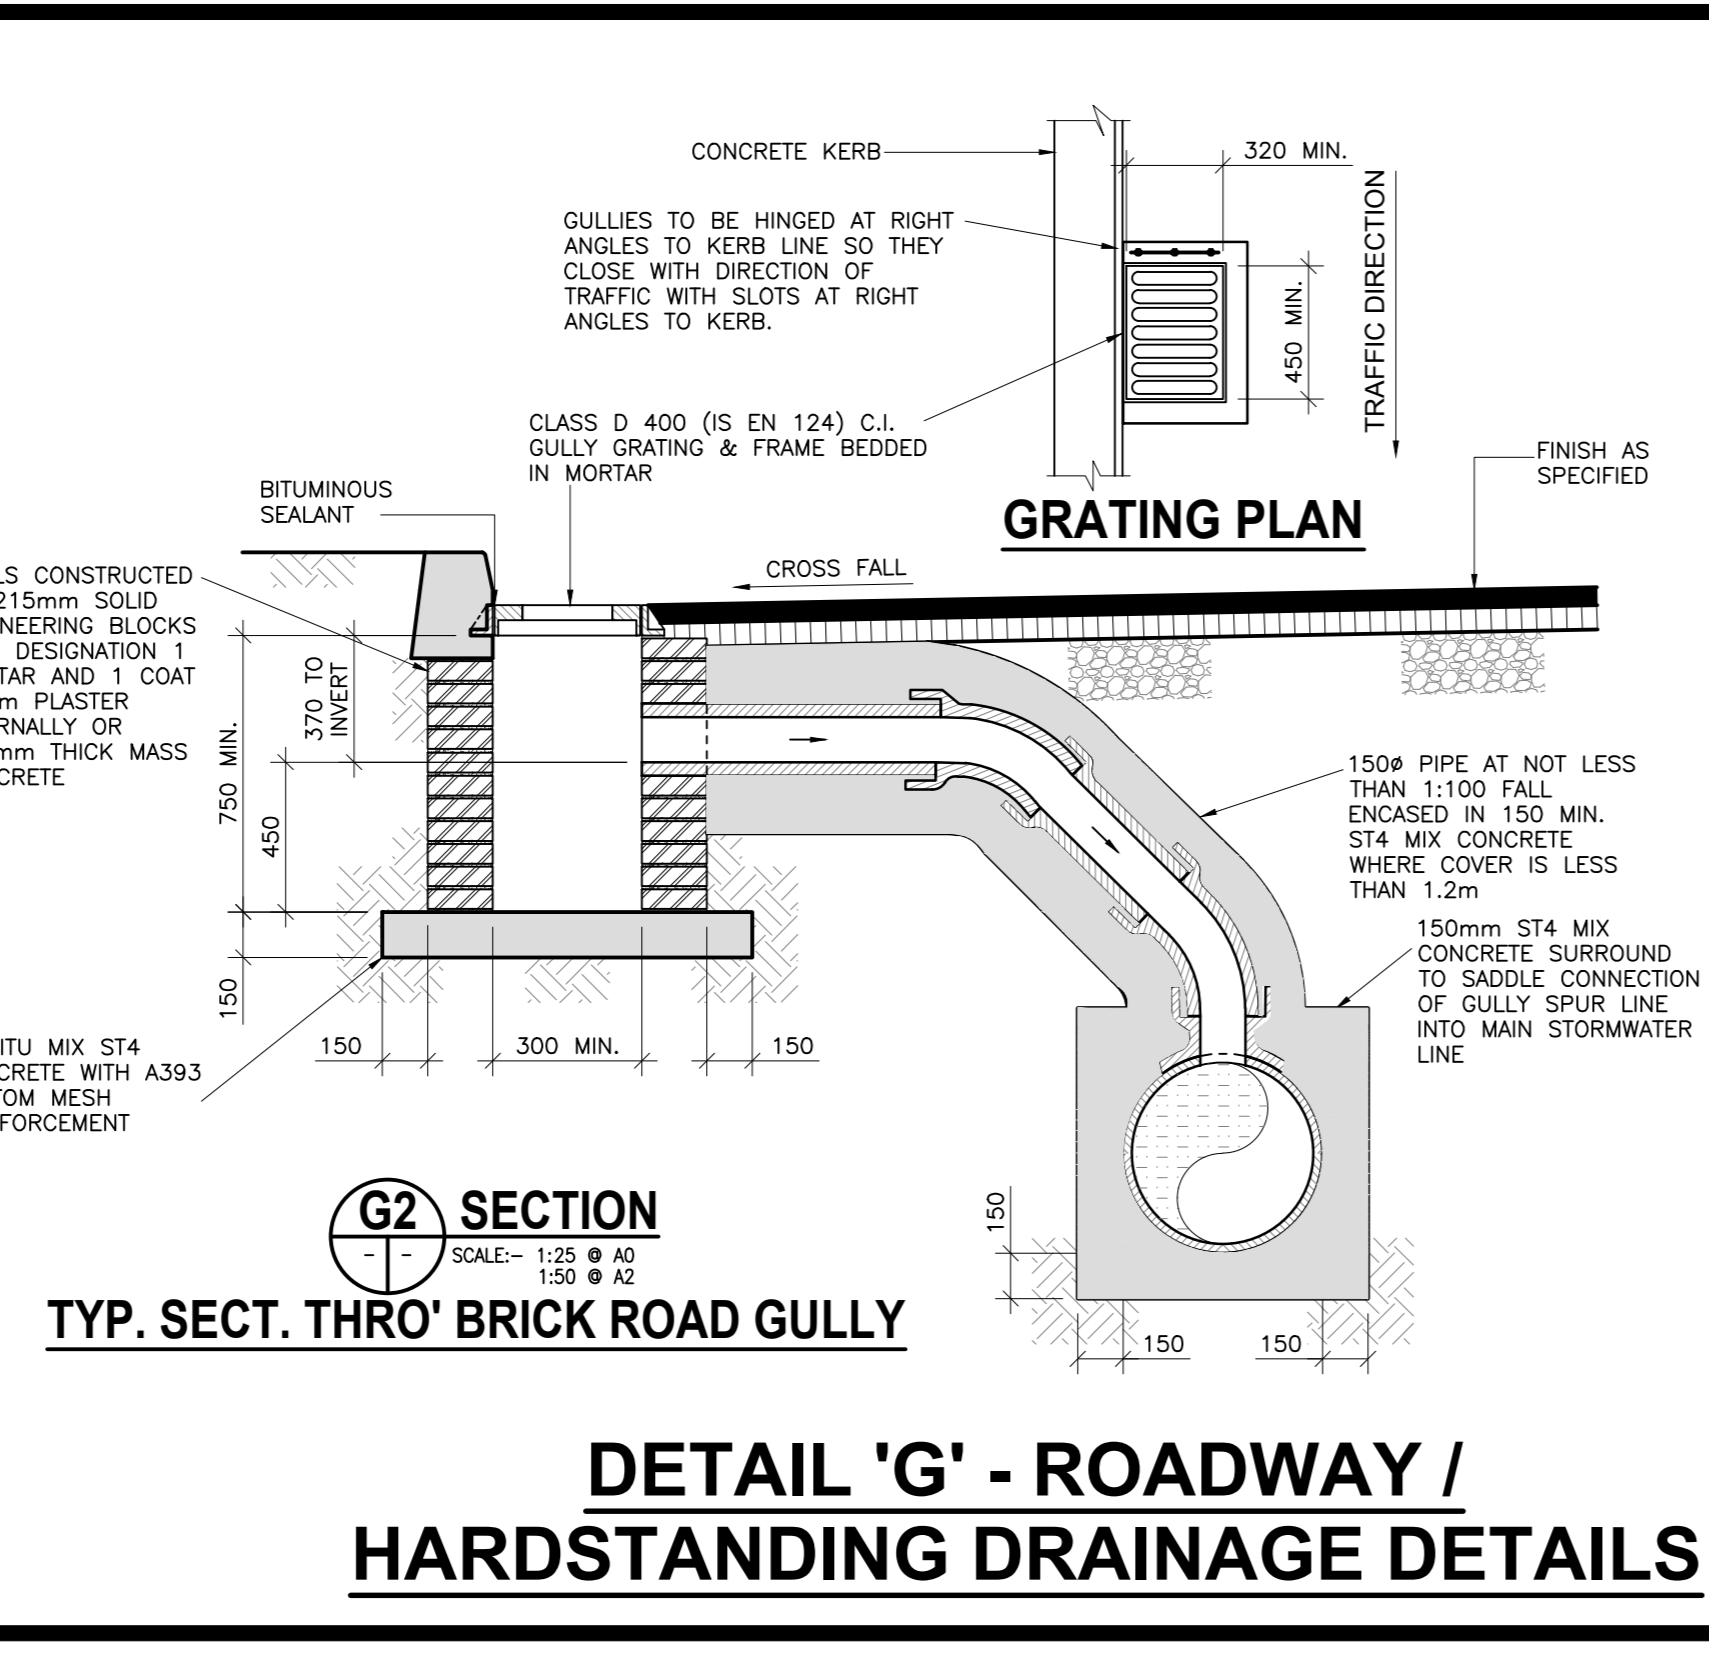 CONCRETE KERB
320 MIN.
GULLIES TO BE HINGED AT RIGHT
ANGLES TO KERB LINE SO THEY
CLOSE WITH DIRECTION OF
TRAFFIC WITH SLOTS AT RIGHT
ANGLES TO KERB.
450 MIN.
TRAFFIC DIRECTION
CLASS D 400 (IS EN 124) C.I.
GULLY GRATING & FRAME BEDDED
IN MORTAR
GRATING PLAN
FINISH AS
SPECIFIED
BITUMINOUS
SEALANT
CROSS FALL
LS CONSTRUCTED
215mm SOLID
NEERING BLOCKS
DESIGNATION 1
TAR AND 1 COAT
m PLASTER
RNALLY OR
mm THICK MASS
CRETE
370 TO
INVERT
750 MIN.
450
150
150
300 MIN.
150
150ø PIPE AT NOT LESS
THAN 1:100 FALL
ENCASED IN 150 MIN.
ST4 MIX CONCRETE
WHERE COVER IS LESS
THAN 1.2m
150mm ST4 MIX
CONCRETE SURROUND
TO SADDLE CONNECTION
OF GULLY SPUR LINE
INTO MAIN STORMWATER
LINE
ITU MIX ST4
CRETE WITH A393
TOM MESH
FORCEMENT
150
150
150
G2 SECTION
- - SCALE:- 1:25 @ A0
1:50 @ A2
TYP. SECT. THRO' BRICK ROAD GULLY
DETAIL 'G' - ROADWAY /
HARDSTANDING DRAINAGE DETAILS